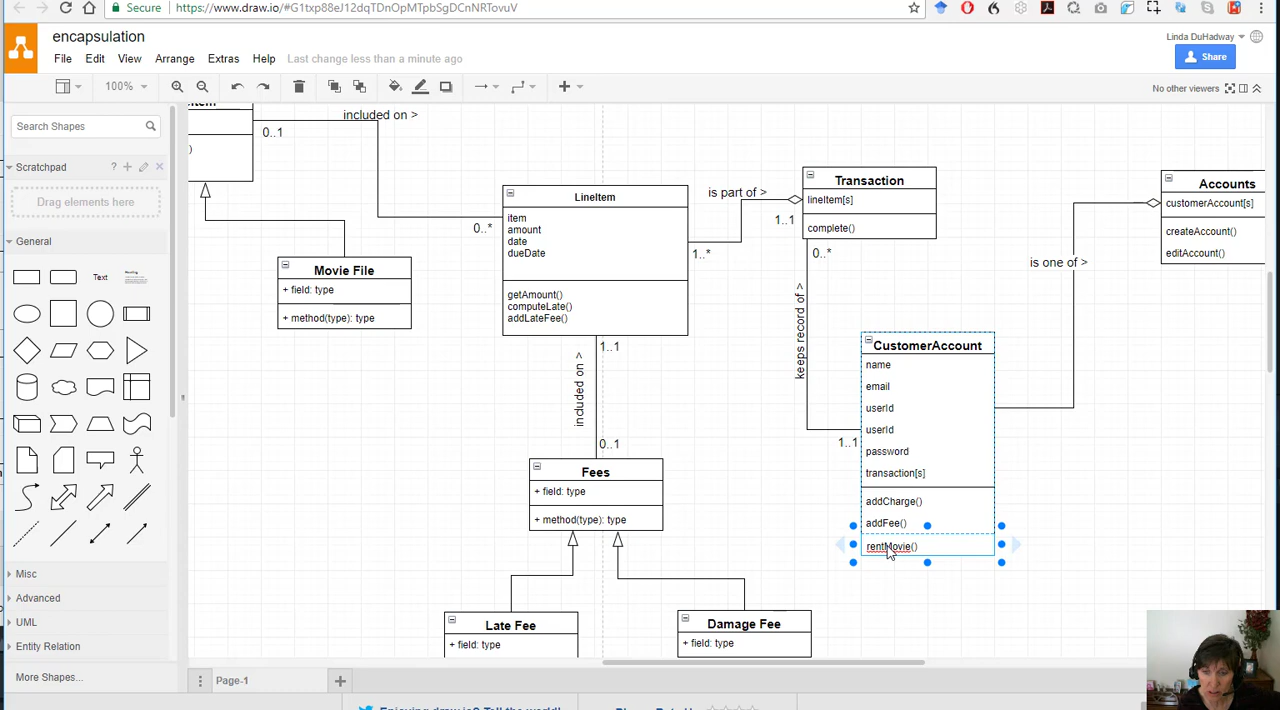 Secure
https://www.draw.io/#G1txp88eJ12dqTDnOpMTpbSgDCnNRTovuV
encapsulation
Linda DuHadway
File Edit View Arrange Extras Help Last change less than a minute ago
Share
100%
No other viewers
Search Shapes
Scratchpad
?
Drag elements here
General
Text
Heading
Misc
Advanced
UML
Entity Relation
More Shapes...
)
included on >
0..1
0..*
Movie File
+ field: type
+ method(type): type
LineItem
item
amount
date
dueDate
getAmount()
computeLate()
addLateFee()
is part of >
1..1
1..*
Transaction
lineItem[s]
complete()
0..*
keeps record of >
1..1
Accounts
customerAccount[s]
createAccount()
editAccount()
is one of >
CustomerAccount
name
email
userId
userId
password
transaction[s]
addCharge()
addFee()
rentMovie()
1..1
included on >
0..1
Fees
+ field: type
+ method(type): type
Late Fee
+ field: type
Damage Fee
+ field: type
Page-1